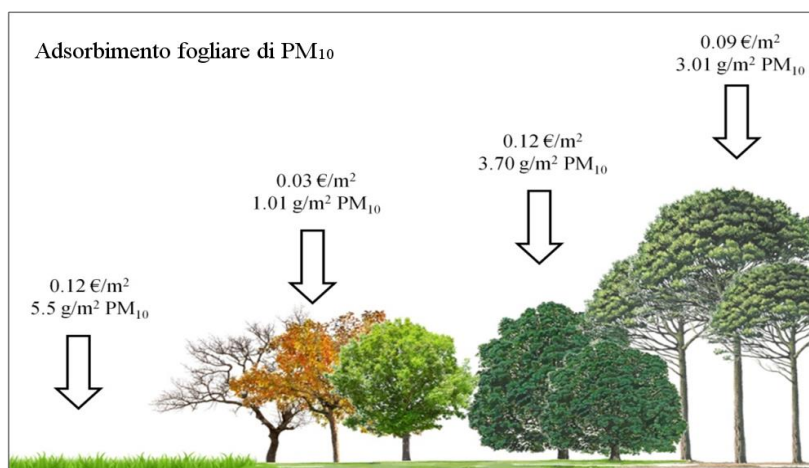 Adsorbimento fogliare di PM₁₀
0.09 €/m²
3.01 g/m² PM₁₀
0.12 €/m²
3.70 g/m² PM₁₀
0.03 €/m²
1.01 g/m² PM₁₀
0.12 €/m²
5.5 g/m² PM₁₀